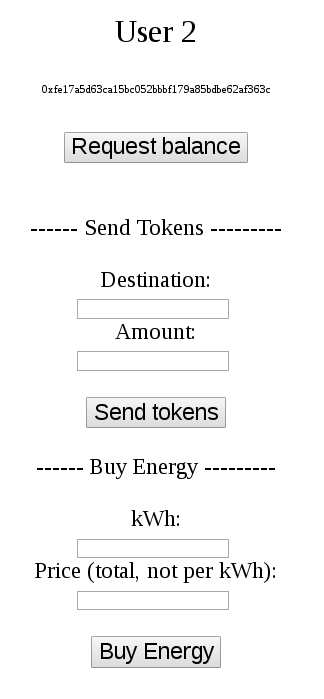 User 2
0xfe17a5d63ca15bc052bbbf179a85bdbe62af363c
Request balance
------ Send Tokens ---------
Destination:
Amount:
Send tokens
------ Buy Energy ---------
kWh:
Price (total, not per kWh):
Buy Energy